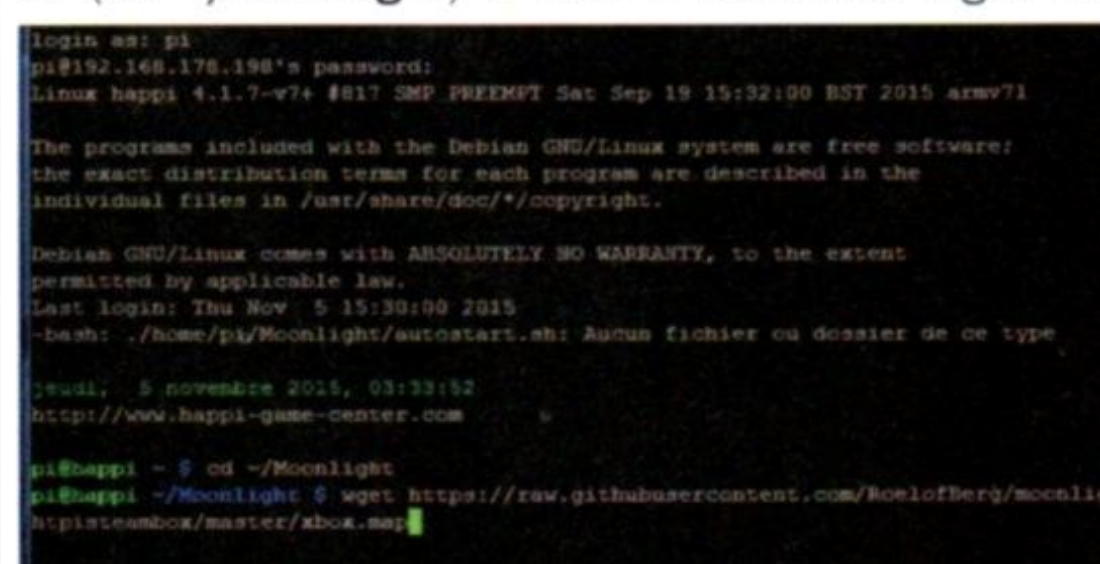 login as: pi
pi@192.168.178.198's password:
Linux happi 4.1.7-v7+ #817 SMP PREEMPT Sat Sep 19 15:32:00 BST 2015 armv7l
The programs included with the Debian GNU/Linux system are free software;
the exact distribution terms for each program are described in the
individual files in /usr/share/doc/*/copyright.
Debian GNU/Linux comes with ABSOLUTELY NO WARRANTY, to the extent
permitted by applicable law.
Last login: Thu Nov 5 15:30:00 2015
-bash: ./home/pi/Moonlight/autostart.sh: Aucun fichier ou dossier de ce type
jeudi, 5 novembre 2015, 03:33:52
http://www.happi-game-center.com
pi@happi ~ $ cd ~/Moonlight
pi@happi ~/Moonlight $ wget https://raw.githubusercontent.com/RoelofBerg/moonlig
htpisteambox/master/xbox.map